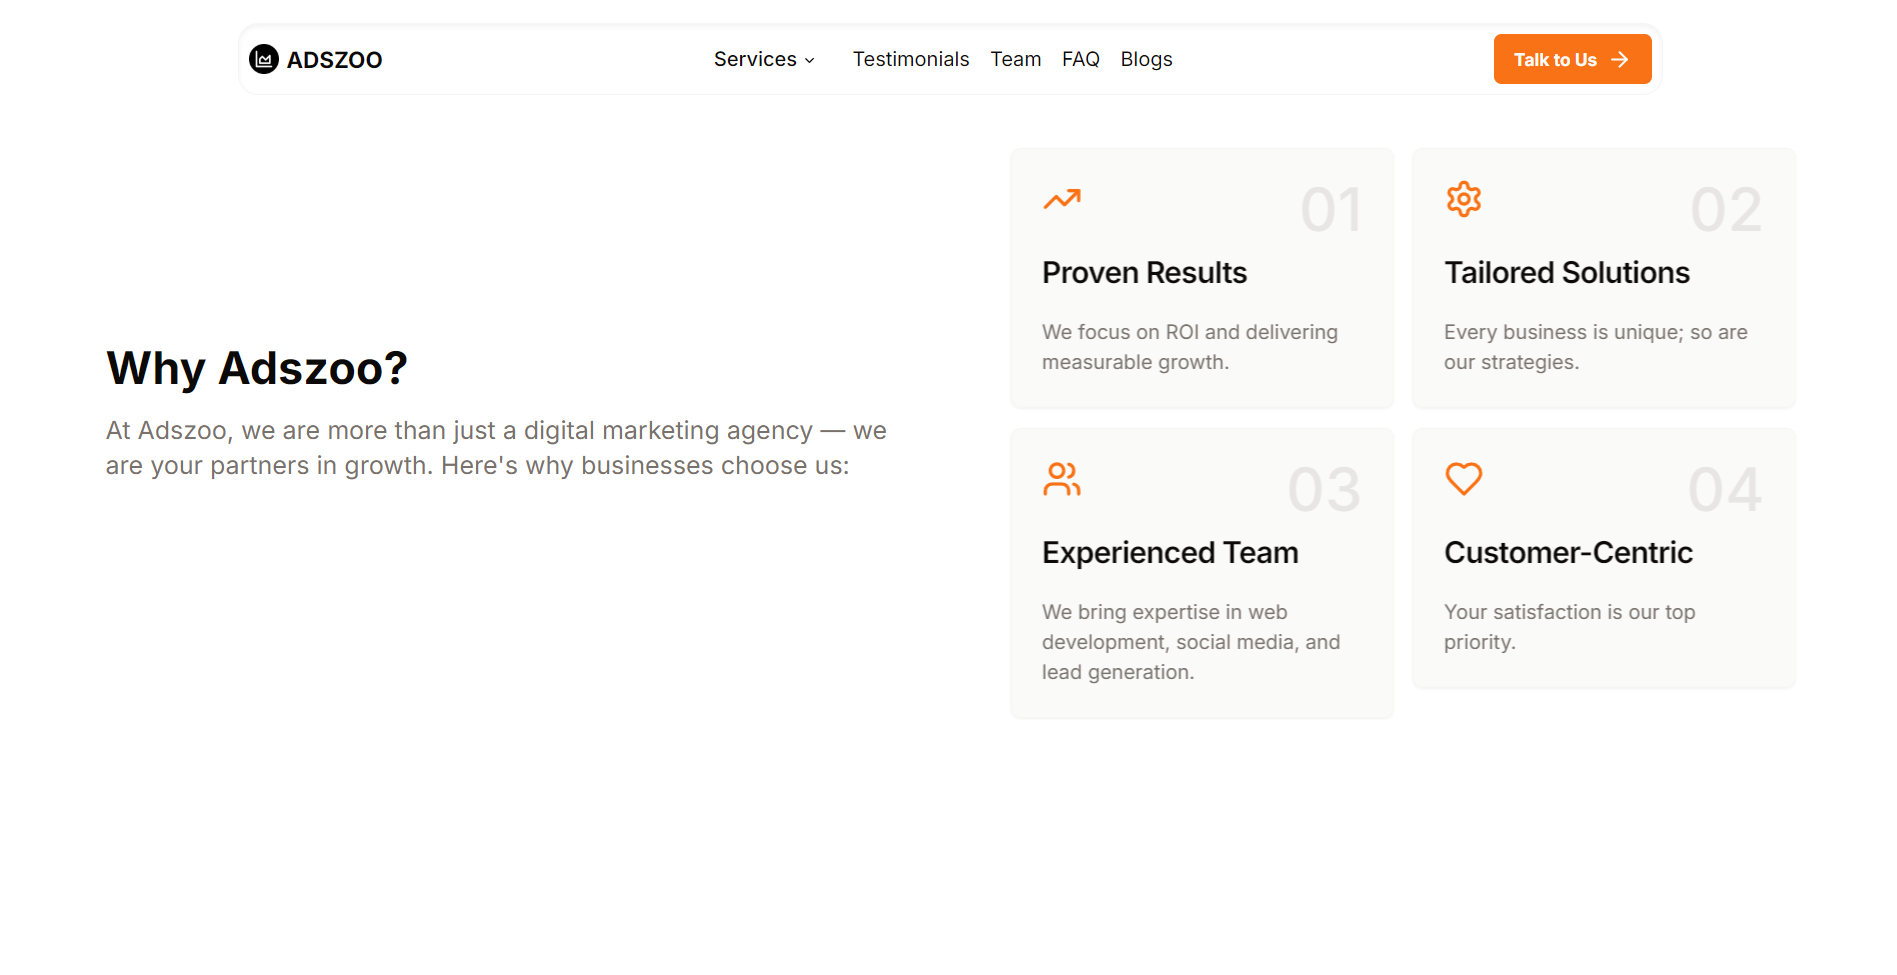 ADSZOO
Services
Testimonials
Team
FAQ
Blogs
Talk to Us
Why Adszoo?
At Adszoo, we are more than just a digital marketing agency — we
are your partners in growth. Here's why businesses choose us:
01
Proven Results
We focus on ROI and delivering
measurable growth.
02
Tailored Solutions
Every business is unique; so are
our strategies.
03
Experienced Team
We bring expertise in web
development, social media, and
lead generation.
04
Customer-Centric
Your satisfaction is our top
priority.